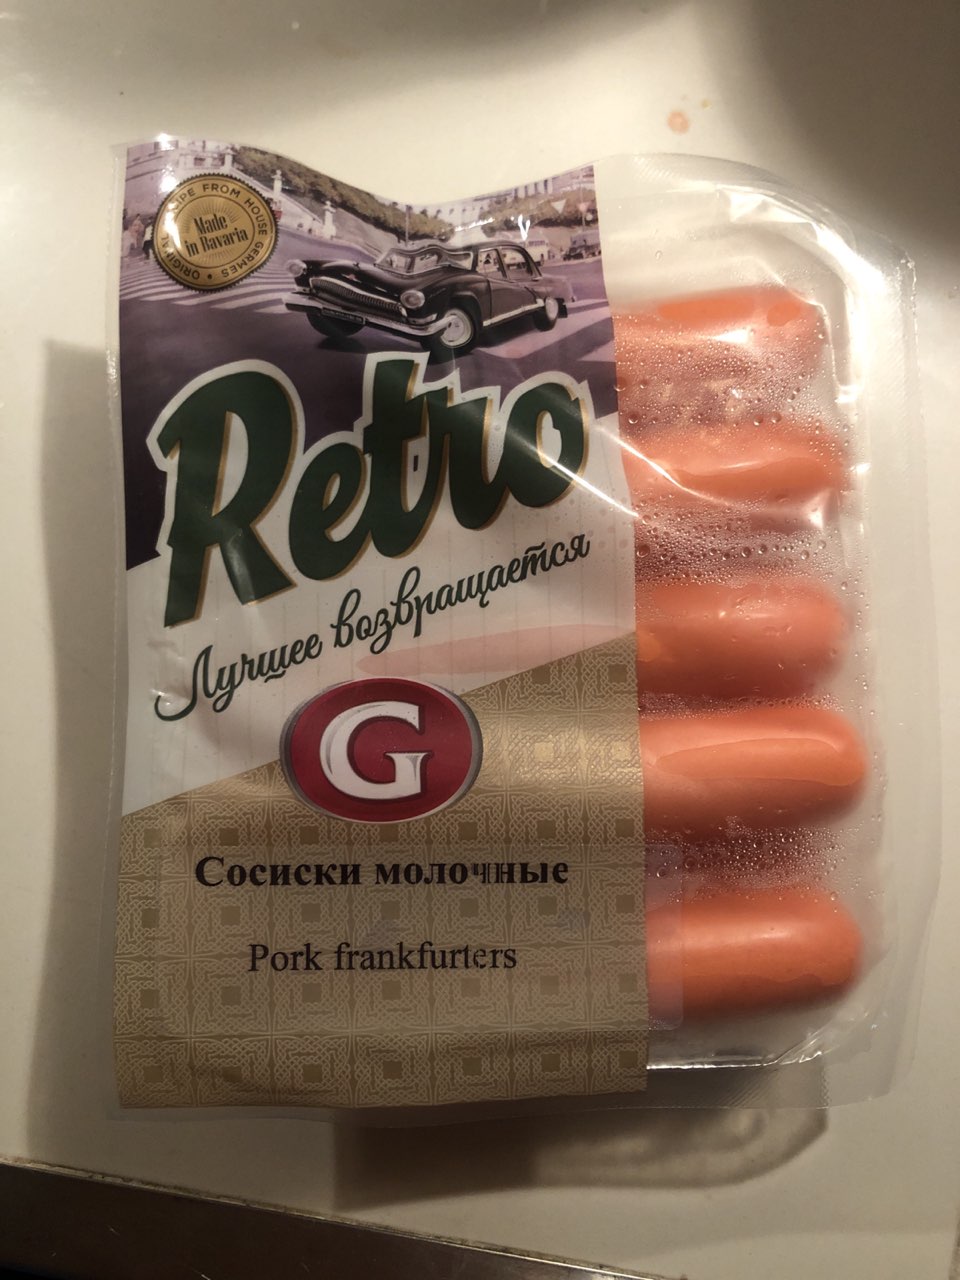 ORIGINAL RECIPE FROM HOUSE GERMES
Made
in Bavaria
Retro
Лучшее возвращается
G
Сосиски молочные
Pork frankfurters